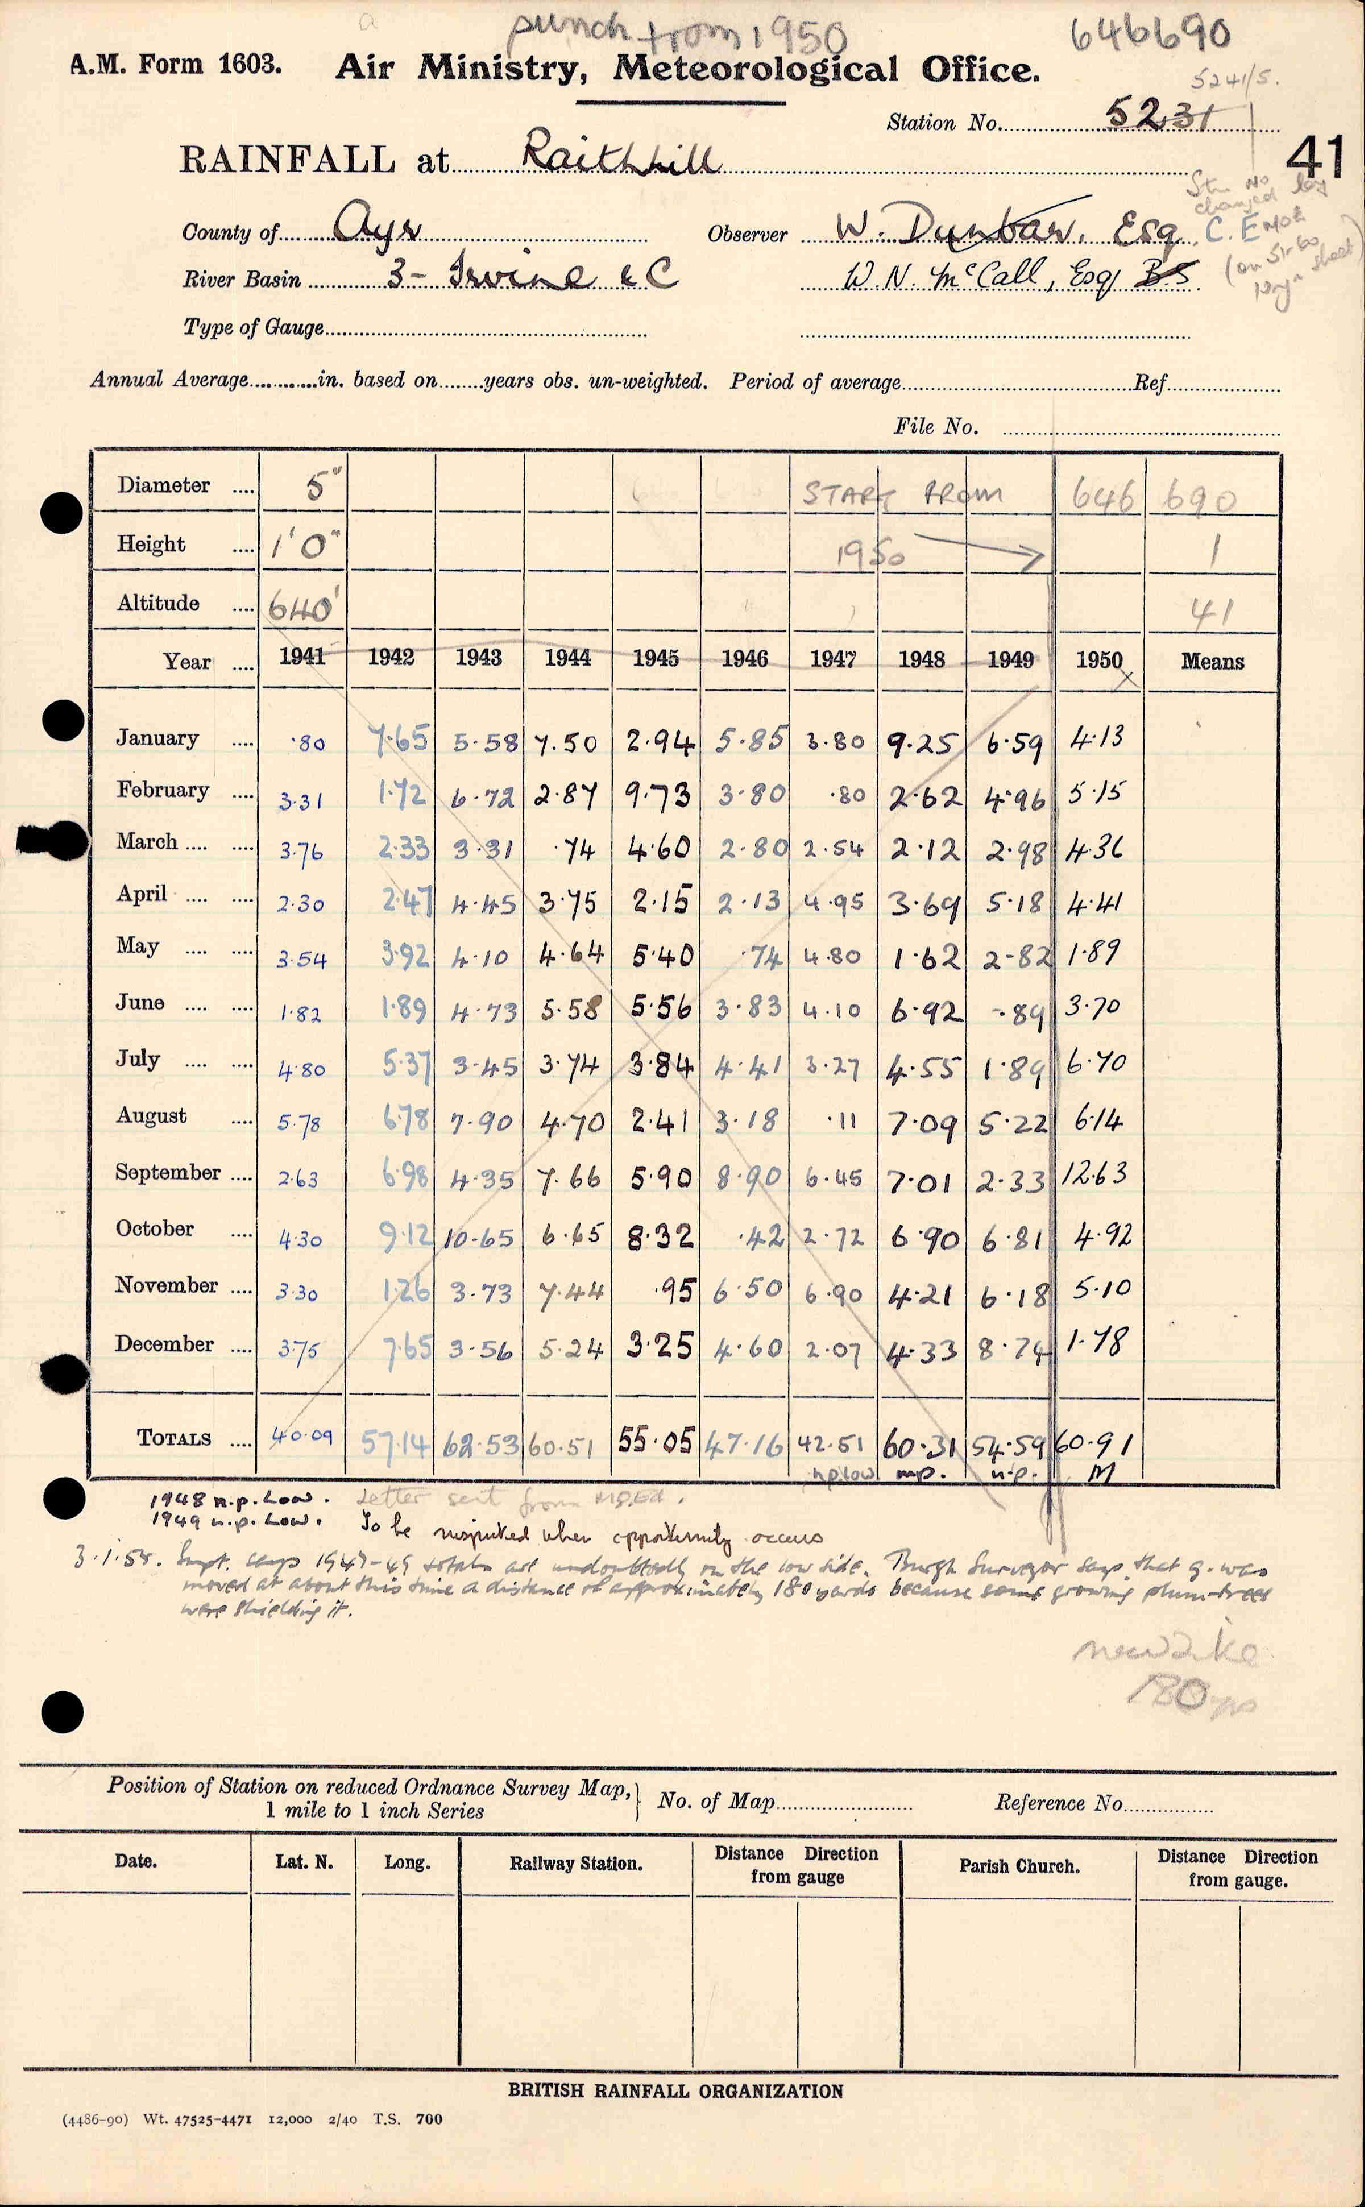 punch from 1950
646690
A.M. Form 1603. Air Ministry, Meteorological Office.
5241/5.
Station No. 5231
41
RAINFALL at Raithhill
Stn No changed by
County of Ayr Observer W. Dunbar, Esq. C. E
River Basin 3- Irvine & C W. N. McCall, Esq B.S.
(on 51-60 sheet)
Type of Gauge
Annual Average in. based on years obs. un-weighted. Period of average Ref
File No.
Diameter 5" START FROM 646 690
Height 1'0" 1950 1
Altitude 640' 41
Year 1941 1942 1943 1944 1945 1946 1947 1948 1949 1950 x Means
January ·80 7·65 5·58 7.50 2.94 5·85 3·80 9·25 6·59 4·13
February 3·31 1·72 6·72 2·87 9·73 3·80 ·80 2·62 4·96 5·15
March 3·76 2·33 3·31 ·74 4·60 2·80 2·54 2·12 2·98 4·36
April 2·30 2·47 4·45 3·75 2·15 2·13 4·95 3·69 5·18 4·41
May 3·54 3·92 4·10 4·64 5·40 ·74 4·80 1·62 2·82 1·89
June 1·82 1·89 4·73 5·58 5·56 3·83 4·10 6·92 ·89 3·70
July 4·80 5·37 3·45 3·74 3·84 4·41 3·27 4·55 1·89 6·70
August 5·78 6·78 7·90 4·70 2·41 3·18 ·11 7·09 5·22 6·14
September 2·63 6·98 4·35 7·66 5·90 8·90 6·45 7·01 2·33 12·63
October 4·30 9·12 10·65 6·65 8·32 ·42 2·72 6·90 6·81 4·92
November 3·30 1·26 3·73 7·44 ·95 6·50 6·90 4·21 6·18 5·10
December 3·75 7·65 3·56 5·24 3·25 4·60 2·07 4·33 8·74 1·78
TOTALS 40·09 57·14 62·53 60·51 55·05 47·16 42·51 60·31 54·59 60·91
n.p. low n.p. n.p. M
1948 n.p. Low. Letter sent from
1949 n.p. Low. To be inspected when opportunity occurs
3·1·55. Supt. says 1947-49 totals are undoubtedly on the low side. Burgh Surveyor says that g. was
moved at about this time a distance of approximately 180 yards because some growing plum-trees
were shielding it.
new site
180 yds
Position of Station on reduced Ordnance Survey Map, 1 mile to 1 inch Series No. of Map Reference No.
Date. Lat. N. Long. Railway Station. Distance Direction from gauge Parish Church. Distance Direction from gauge.
BRITISH RAINFALL ORGANIZATION
(4486-90) Wt. 47525-4471 12,000 2/40 T.S. 700